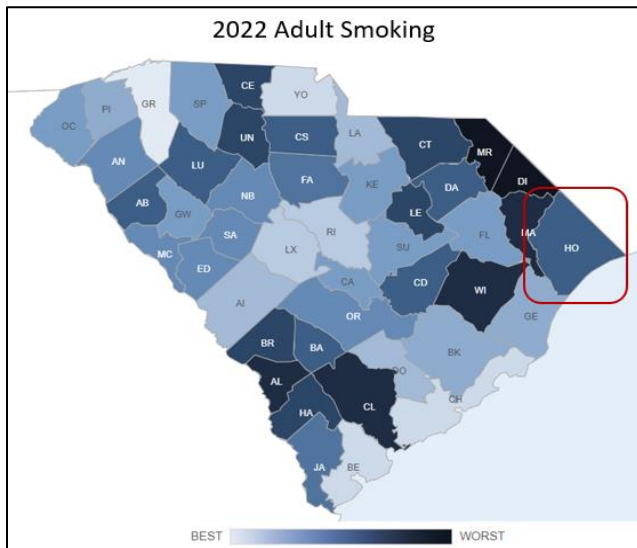 2022 Adult Smoking
CE
YO
GR
SP
PI
OC
UN
CS
LA
CT
MR
AN
LU
FA
KE
DA
DI
AB
GW
NB
LE
MA
HO
SA
RI
SU
FL
LX
MC
ED
CA
CD
WI
AI
OR
GE
BR
BA
BK
DO
AL
CH
HA
CL
JA
BE
BEST WORST